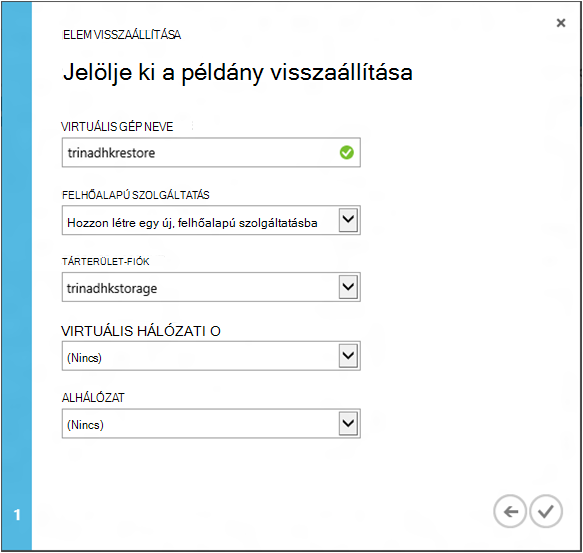 ELEM VISSZAÁLLÍTÁSA
Jelölje ki a példány visszaállítása
VIRTUÁLIS GÉP NEVE
trinadhkrestore
FELHŐALAPÚ SZOLGÁLTATÁS
Hozzon létre egy új, felhőalapú szolgáltatásba
TÁRTERÜLET-FIÓK
trinadhkstorage
VIRTUÁLIS HÁLÓZATI O
(Nincs)
ALHÁLÓZAT
(Nincs)
1